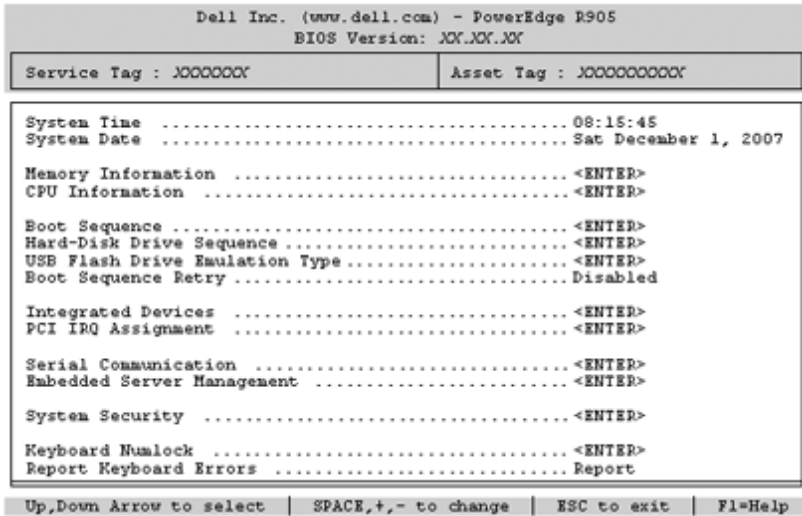 Dell Inc. (www.dell.com) - PowerEdge R905
BIOS Version: XX.XX.XX
Service Tag : XXXXXXX Asset Tag : XXXXXXXXXX
System Time ........................................08:15:45
System Date ........................................Sat December 1, 2007
Memory Information .................................<ENTER>
CPU Information ....................................<ENTER>
Boot Sequence .......................................<ENTER>
Hard-Disk Drive Sequence ............................<ENTER>
USB Flash Drive Emulation Type ......................<ENTER>
Boot Sequence Retry .................................Disabled
Integrated Devices .................................<ENTER>
PCI IRQ Assignment .................................<ENTER>
Serial Communication ...............................<ENTER>
Embedded Server Management .........................<ENTER>
System Security ....................................<ENTER>
Keyboard Numlock ...................................<ENTER>
Report Keyboard Errors .............................Report
Up,Down Arrow to select | SPACE,+,- to change | ESC to exit | F1=Help